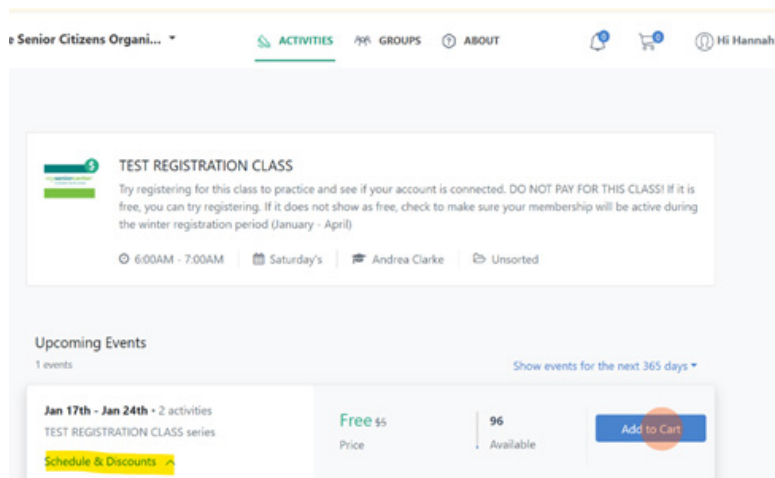 e Senior Citizens Organi...
ACTIVITIES
GROUPS
ABOUT
0
0
Hi Hannah
TEST REGISTRATION CLASS
Try registering for this class to practice and see if your account is connected. DO NOT PAY FOR THIS CLASS! If it is
free, you can try registering. If it does not show as free, check to make sure your membership will be active during
the winter registration period (January - April)
6:00AM - 7:00AM
Saturday's
Andrea Clarke
Unsorted
Upcoming Events
1 events
Show events for the next 365 days
Jan 17th - Jan 24th • 2 activities
TEST REGISTRATION CLASS series
Schedule & Discounts
Free $5
Price
96
Available
Add to Cart